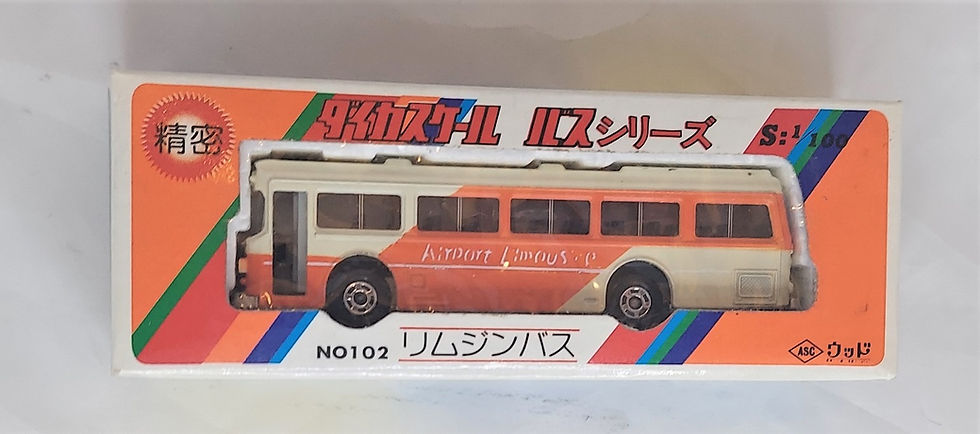 精密
ダイカスケール バスシリーズ
S:1/100
Airport Limousine
NO102 リムジンバス
ASC ウッド